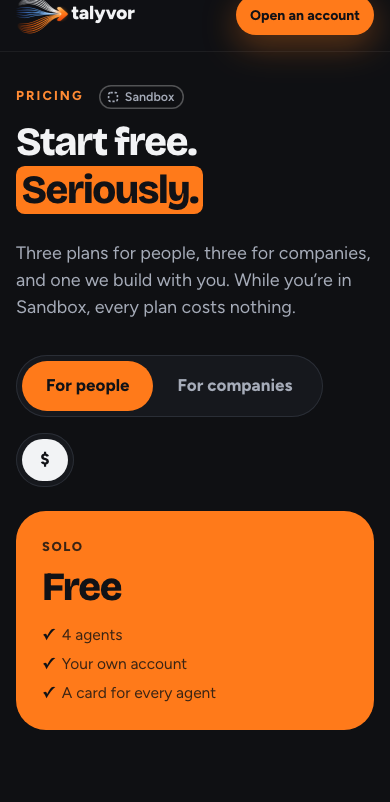 talyvor
Open an account
PRICING
Sandbox
Start free.
Seriously.
Three plans for people, three for companies,
and one we build with you. While you’re in
Sandbox, every plan costs nothing.
For people
For companies
$
SOLO
Free
✓ 4 agents
✓ Your own account
✓ A card for every agent